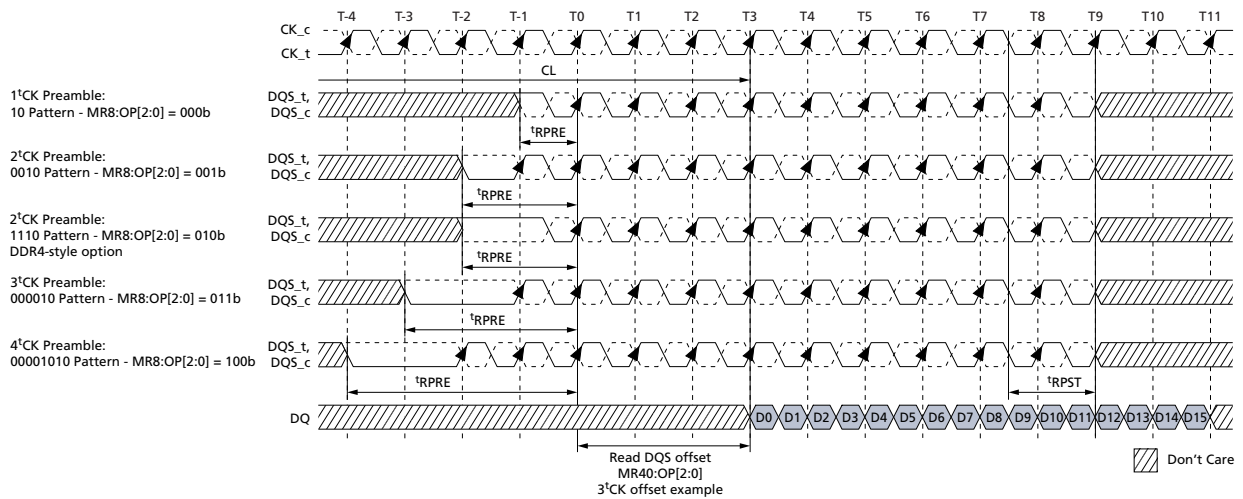 T-4 T-3 T-2 T-1 T0 T1 T2 T3 T4 T5 T6 T7 T8 T9 T10 T11
CK_c
CK_t
CL
1tCK Preamble:
10 Pattern - MR8:OP[2:0] = 000b
DQS_t,
DQS_c
tRPRE
2tCK Preamble:
0010 Pattern - MR8:OP[2:0] = 001b
DQS_t,
DQS_c
tRPRE
2tCK Preamble:
1110 Pattern - MR8:OP[2:0] = 010b
DDR4-style option
DQS_t,
DQS_c
tRPRE
3tCK Preamble:
000010 Pattern - MR8:OP[2:0] = 011b
DQS_t,
DQS_c
tRPRE
4tCK Preamble:
00001010 Pattern - MR8:OP[2:0] = 100b
DQS_t,
DQS_c
tRPRE
tRPST
DQ
D0 D1 D2 D3 D4 D5 D6 D7 D8 D9 D10 D11 D12 D13 D14 D15
Read DQS offset
MR40:OP[2:0]
3tCK offset example
Don't Care